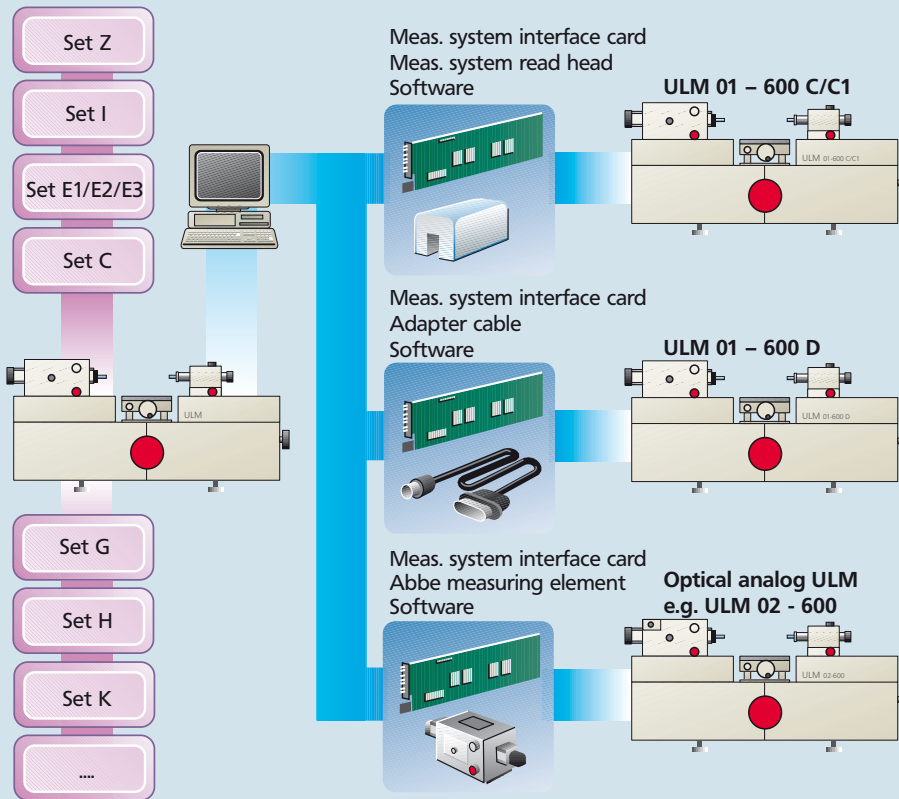 Set Z
Set I
Set E1/E2/E3
Set C
ULM
Set G
Set H
Set K
....
Meas. system interface card
Meas. system read head
Software
ULM 01 – 600 C/C1
ULM 01-600 C/C1
Meas. system interface card
Adapter cable
Software
ULM 01 – 600 D
ULM 01-600 D
Meas. system interface card
Abbe measuring element
Software
Optical analog ULM
e.g. ULM 02 - 600
ULM 02-600